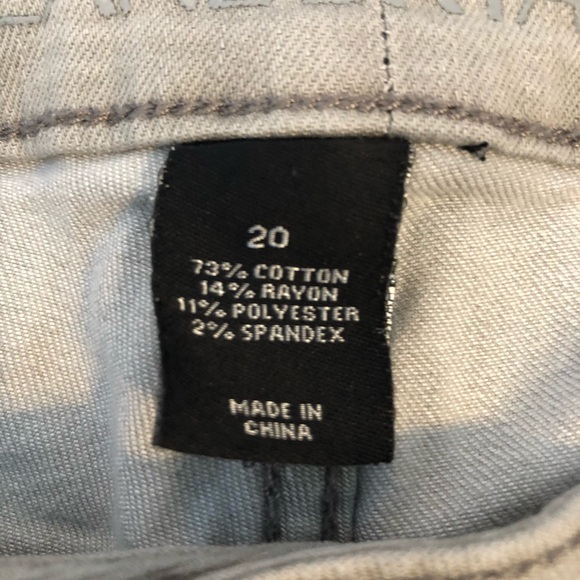 20
73% COTTON
14% RAYON
11% POLYESTER
2% SPANDEX
MADE IN
CHINA